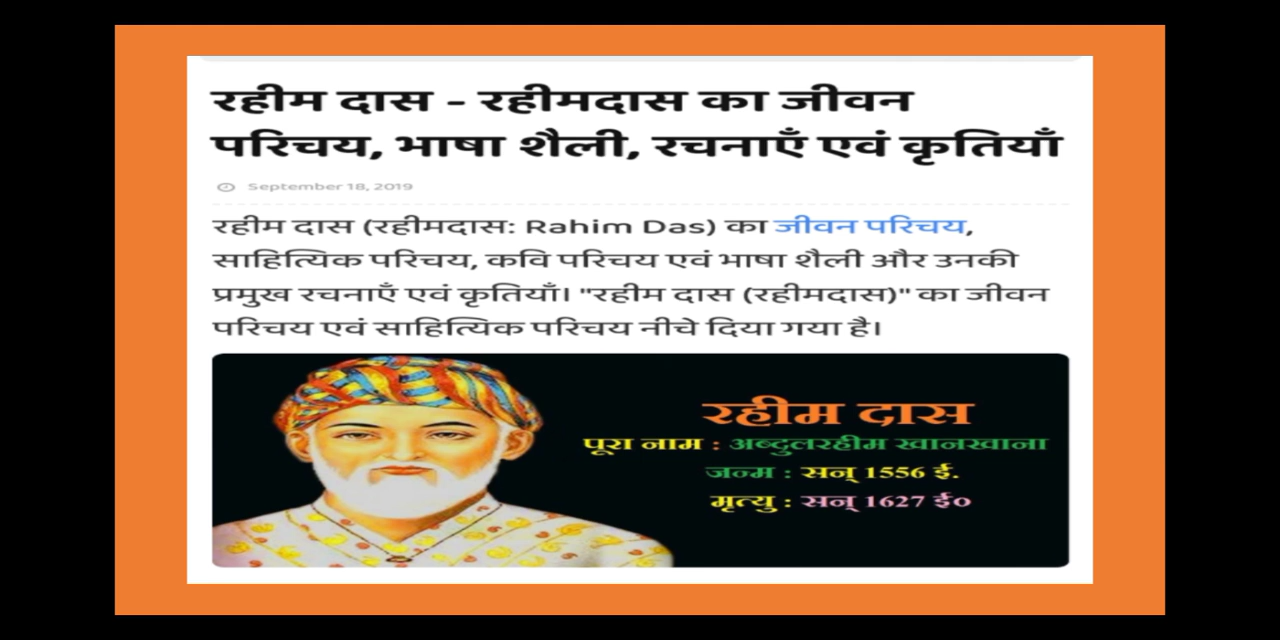 रहीम दास - रहीमदास का जीवन
परिचय, भाषा शैली, रचनाएँ एवं कृतियाँ
September 18, 2019
रहीम दास (रहीमदास: Rahim Das) का जीवन परिचय,
साहित्यिक परिचय, कवि परिचय एवं भाषा शैली और उनकी
प्रमुख रचनाएँ एवं कृतियाँ। "रहीम दास (रहीमदास)" का जीवन
परिचय एवं साहित्यिक परिचय नीचे दिया गया है।
रहीम दास
पूरा नाम : अब्दुलरहीम खानखाना
जन्म : सन् 1556 ई.
मृत्यु : सन् 1627 ई०